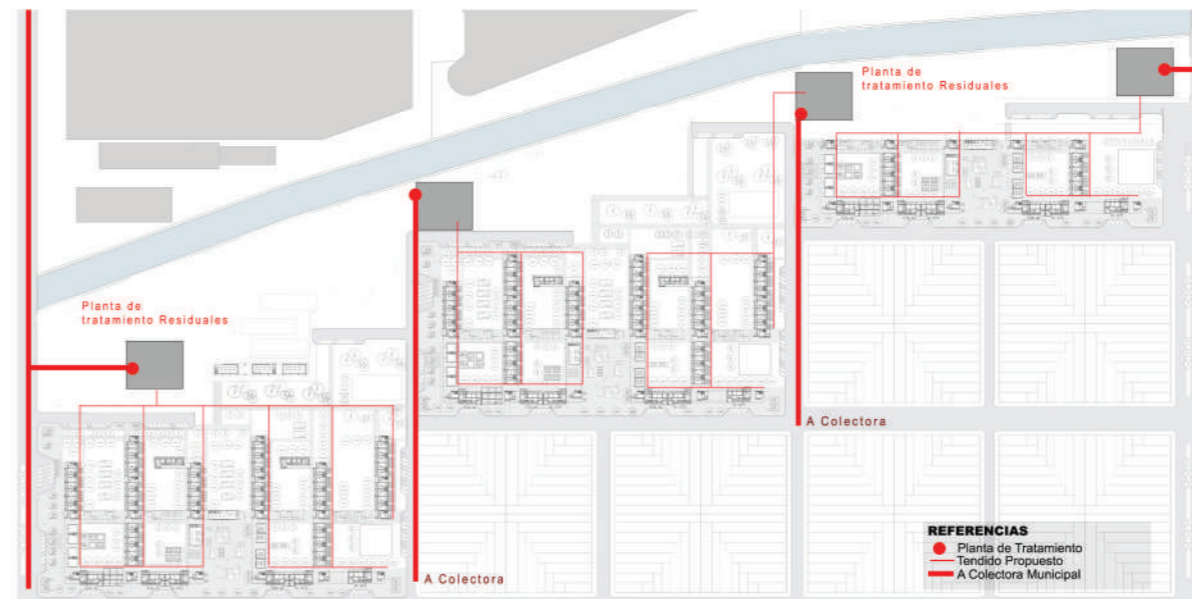 Planta de
tratamiento Residuales
Planta de
tratamiento Residuales
A Colectora
A Colectora
REFERENCIAS
Planta de Tratamiento
Tendido Propuesto
A Colectora Municipal